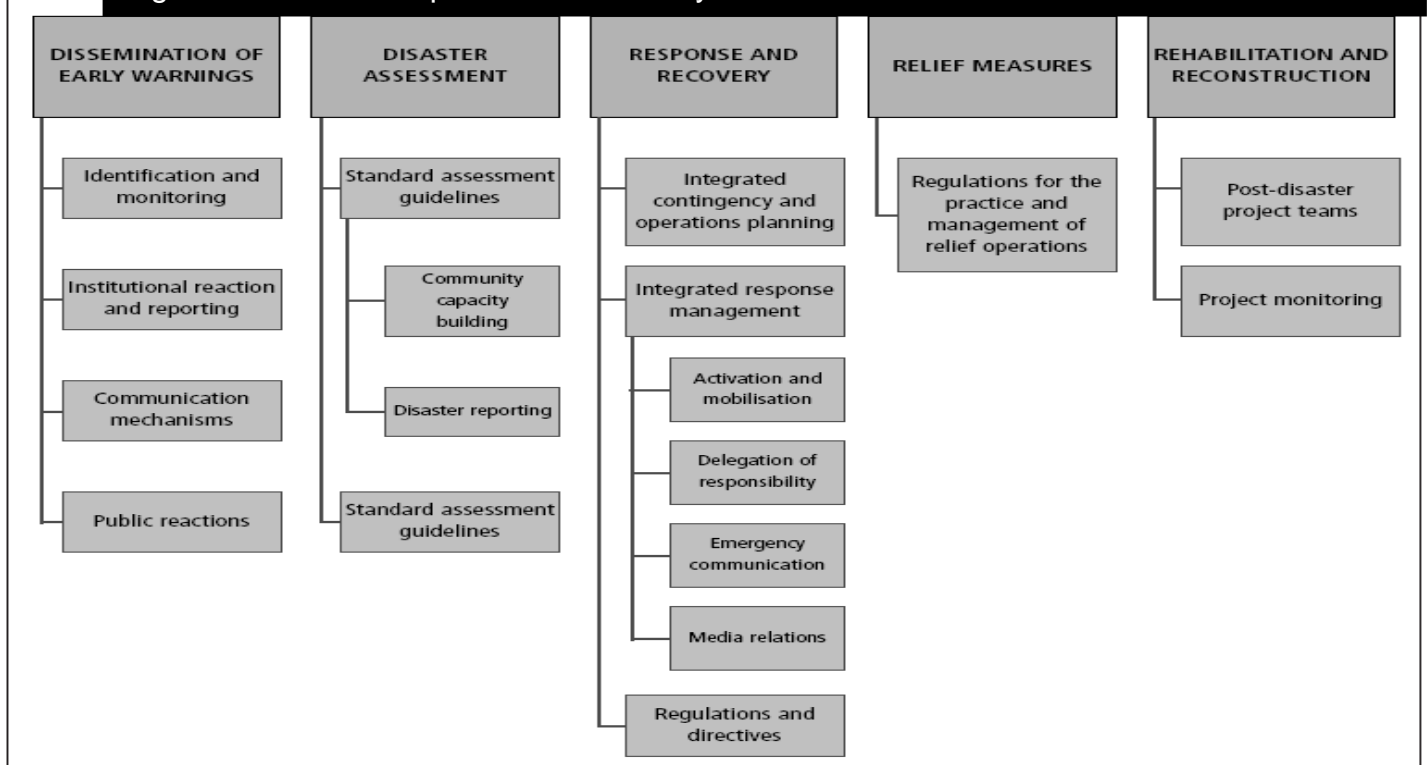 DISSEMINATION OF
EARLY WARNINGS
Identification and
monitoring
Institutional reaction
and reporting
Communication
mechanisms
Public reactions
DISASTER
ASSESSMENT
Standard assessment
guidelines
Community
capacity
building
Disaster reporting
Standard assessment
guidelines
RESPONSE AND
RECOVERY
Integrated
contingency and
operations planning
Integrated response
management
Activation and
mobilisation
Delegation of
responsibility
Emergency
communication
Media relations
Regulations and
directives
RELIEF MEASURES
Regulations for the
practice and
management of
relief operations
REHABILITATION AND
RECONSTRUCTION
Post-disaster
project teams
Project monitoring